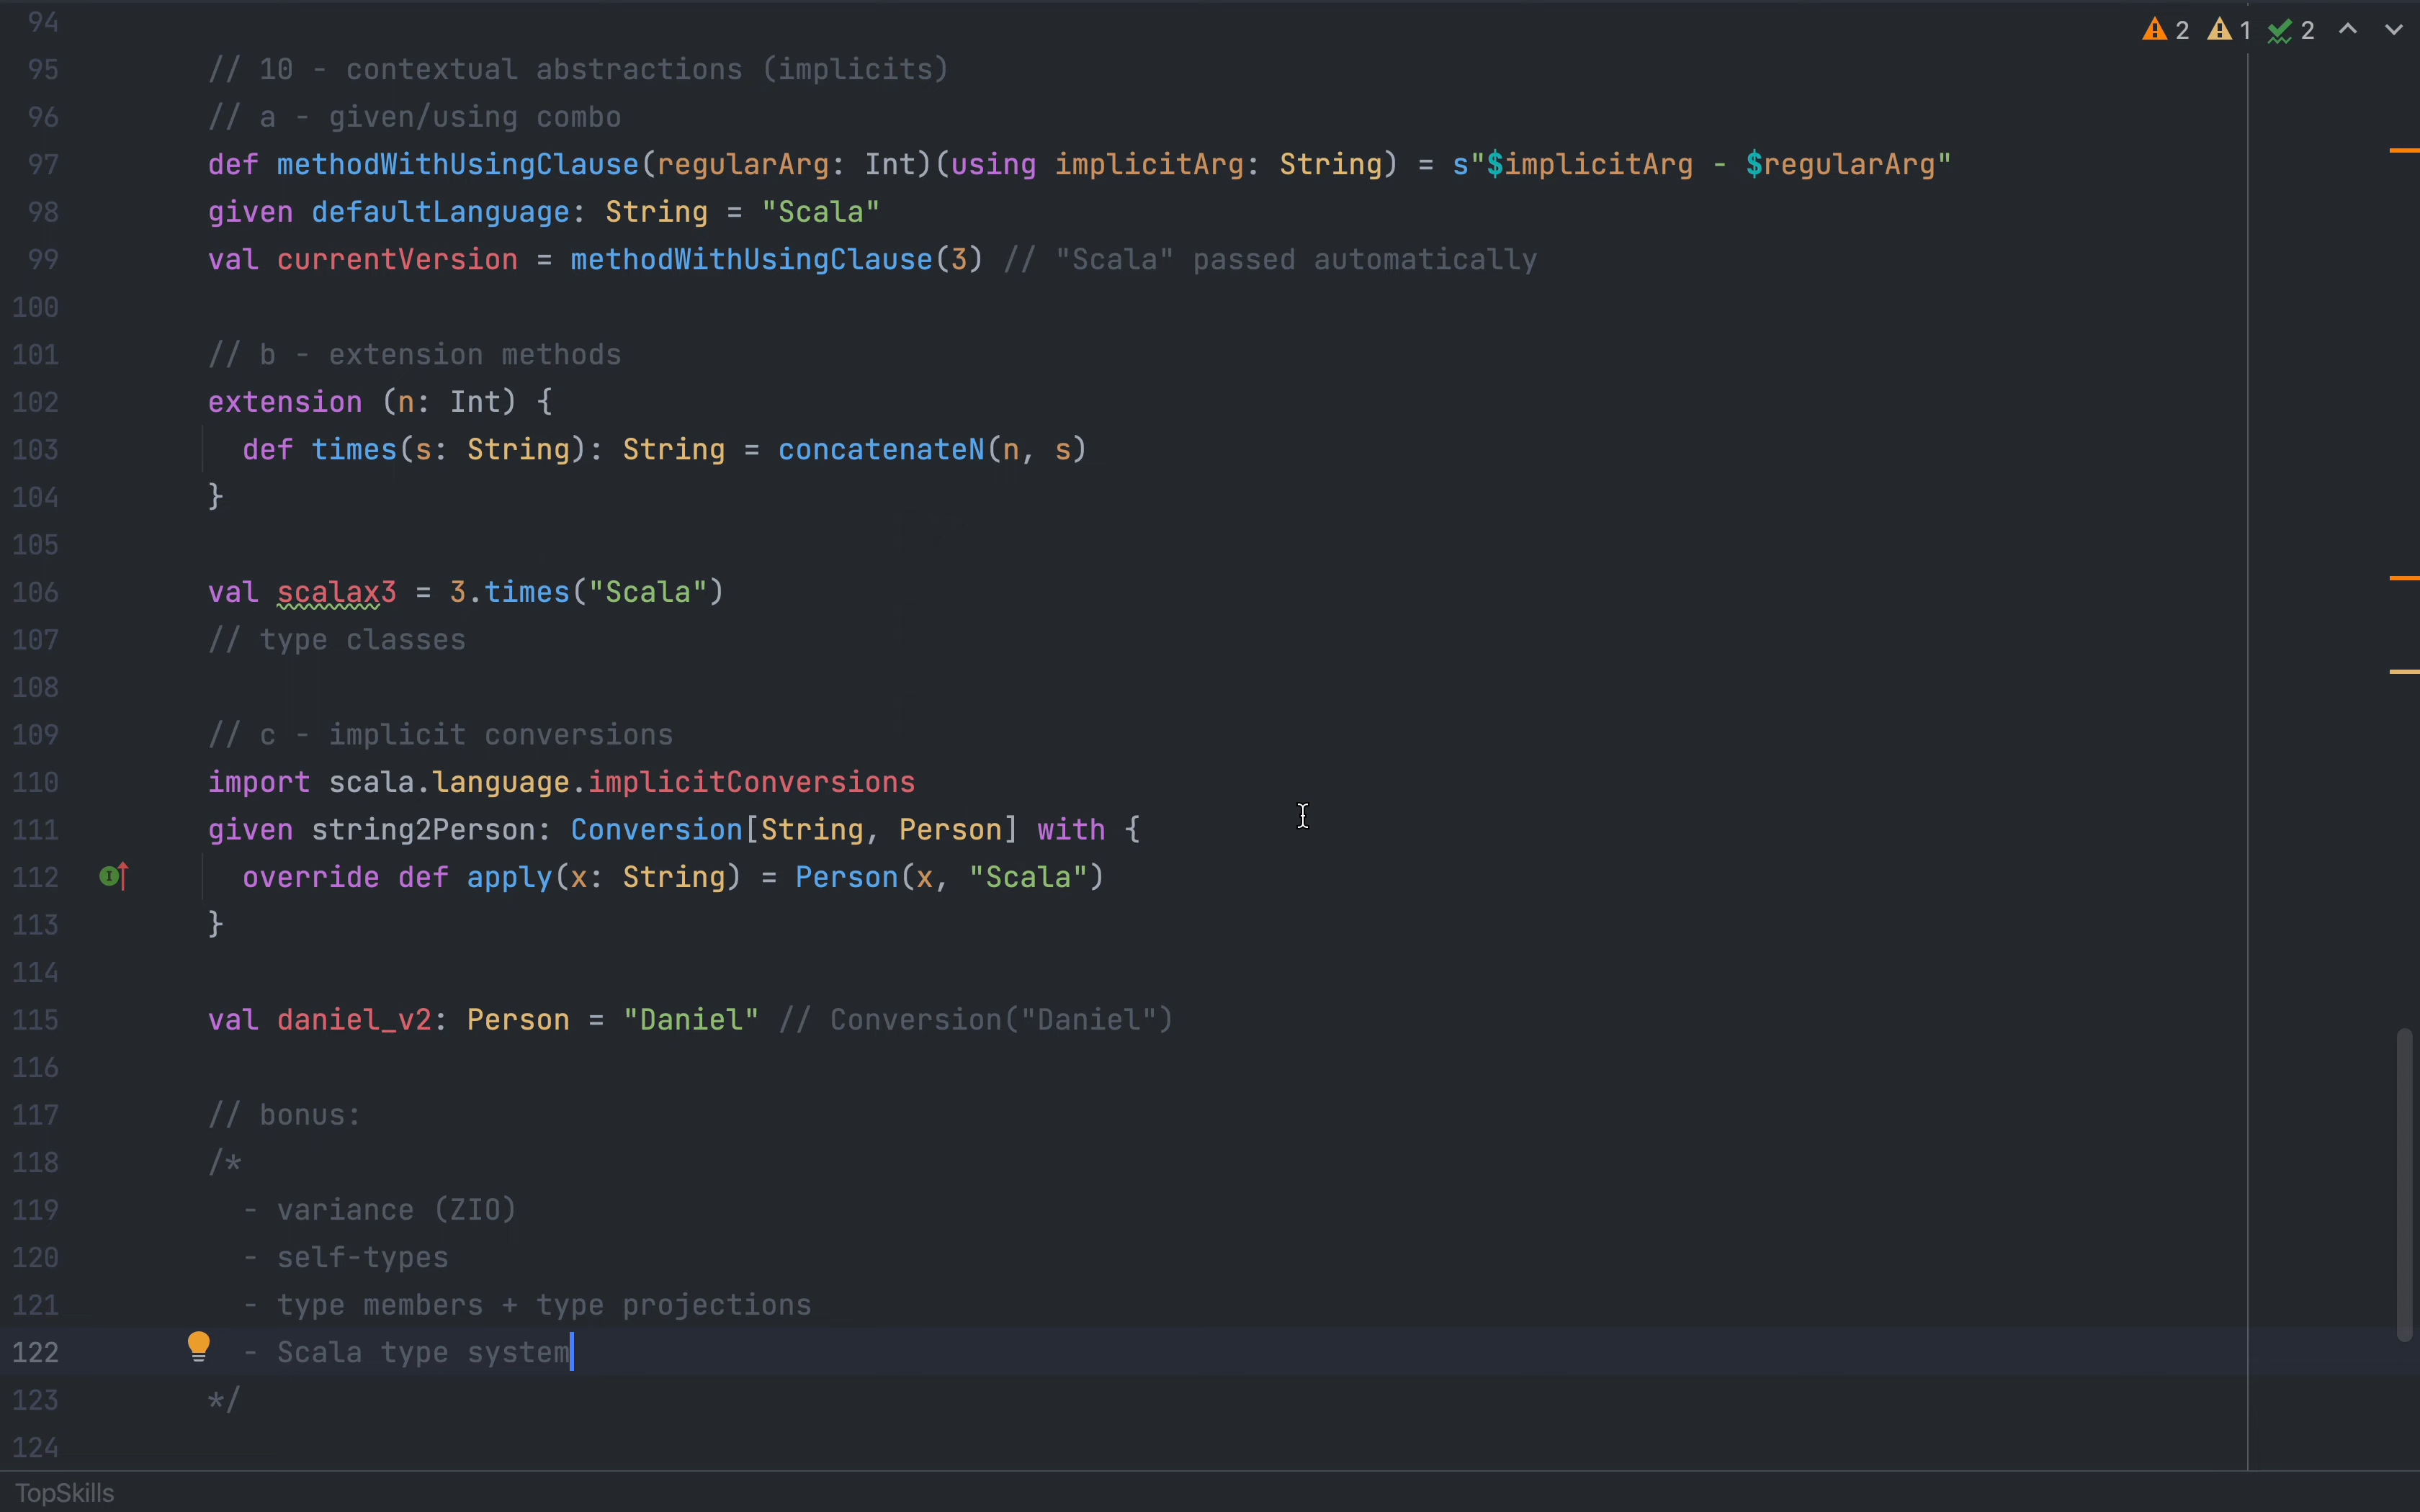 2 1 2
94
95 // 10 - contextual abstractions (implicits)
96 // a - given/using combo
97 def methodWithUsingClause(regularArg: Int)(using implicitArg: String) = s"$implicitArg - $regularArg"
98 given defaultLanguage: String = "Scala"
99 val currentVersion = methodWithUsingClause(3) // "Scala" passed automatically
100
101 // b - extension methods
102 extension (n: Int) {
103 def times(s: String): String = concatenateN(n, s)
104 }
105
106 val scalax3 = 3.times("Scala")
107 // type classes
108
109 // c - implicit conversions
110 import scala.language.implicitConversions
111 given string2Person: Conversion[String, Person] with {
112 override def apply(x: String) = Person(x, "Scala")
113 }
114
115 val daniel_v2: Person = "Daniel" // Conversion("Daniel")
116
117 // bonus:
118 /*
119 - variance (ZIO)
120 - self-types
121 - type members + type projections
122 - Scala type system
123 */
124
TopSkills